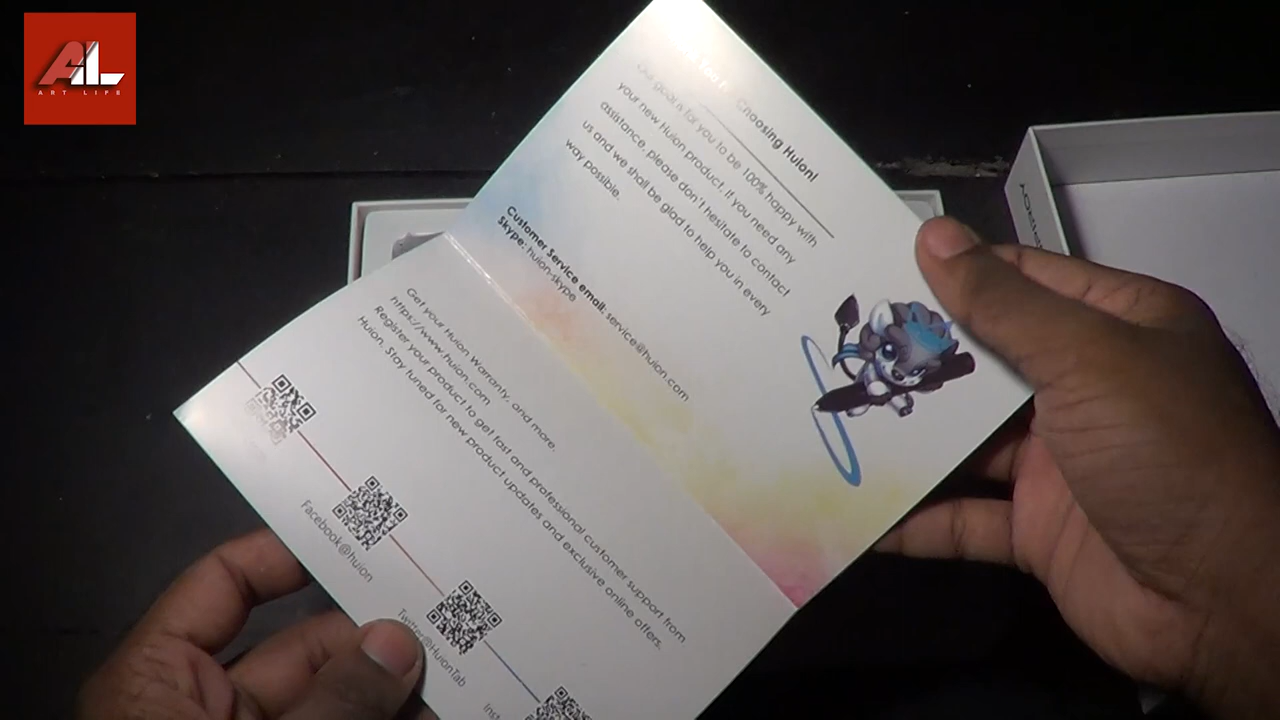 AL
ART LIFE
You f Choosing Huion!
Our goal is for you to be 100% happy with
your new Huion product. If you need any
assistance, please don't hesitate to contact
us and we shall be glad to help you in every
way possible.
Customer Service email: service@huion.com
Skype: huion-skype
Get your Huion Warranty, and more.
https://www.huion.com
Register your product to get fast and professional customer support from
Huion. Stay tuned for new product updates and exclusive online offers.
Facebook@huion
Twitter@HuionTab
Inst